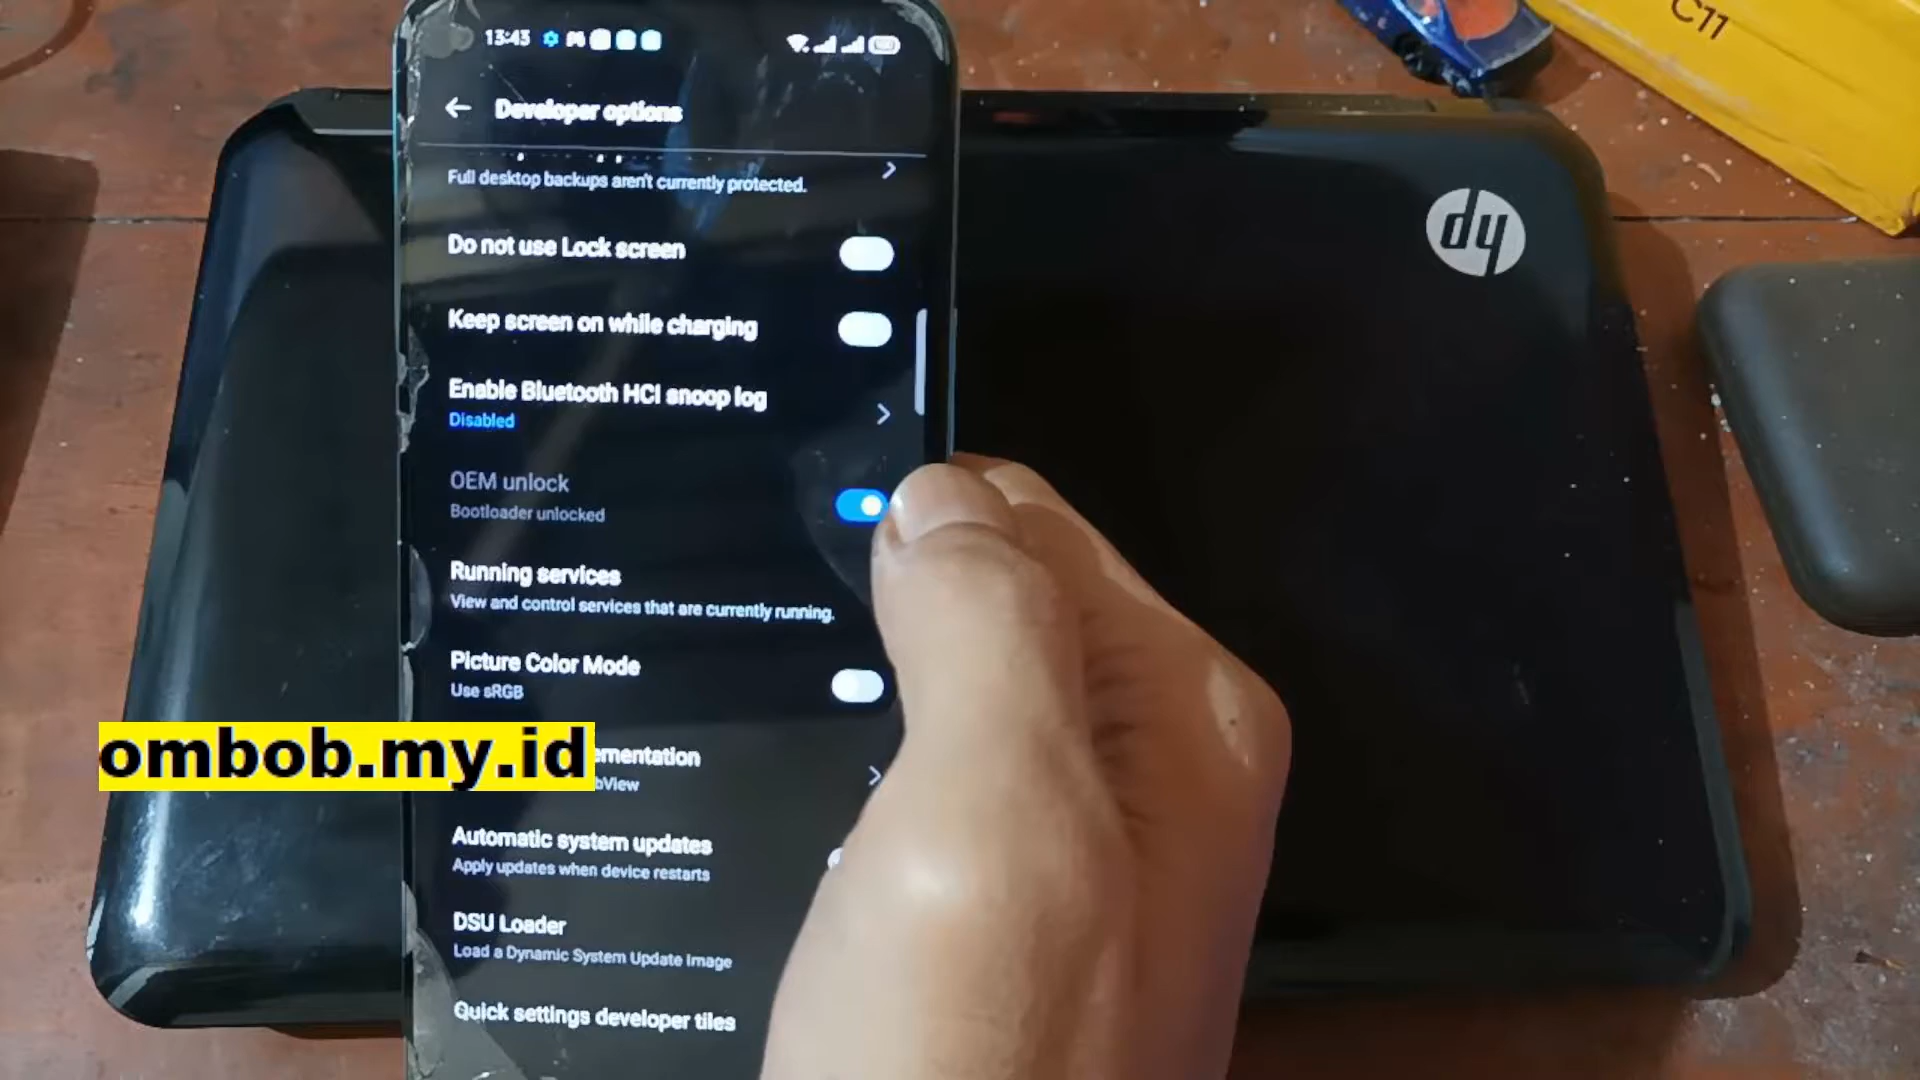 C11
13:43
Developer options
Full desktop backups aren't currently protected.
hp
Do not use Lock screen
Keep screen on while charging
Enable Bluetooth HCI snoop log
Disabled
OEM unlock
Bootloader unlocked
Running services
View and control services that are currently running.
Picture Color Mode
Use sRGB
ombob.my.id
ementation
bView
Automatic system updates
Apply updates when device restarts
DSU Loader
Load a Dynamic System Update Image
Quick settings developer tiles